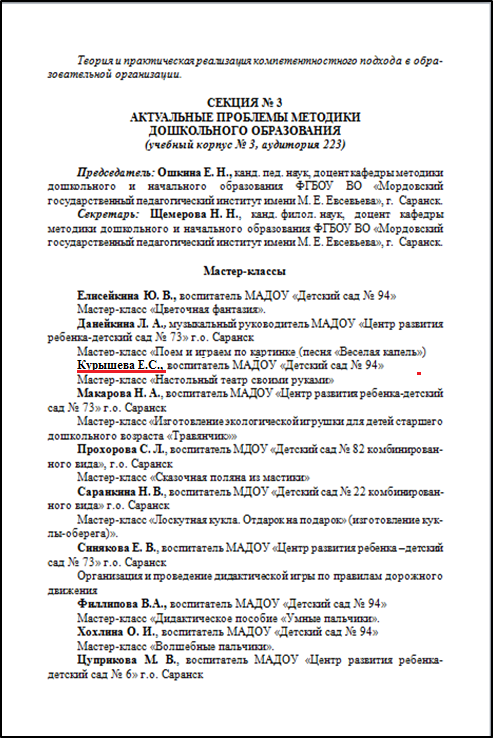 Теория и практическая реализация компетентностного подхода в обра-
зовательной организации.
СЕКЦИЯ № 3
АКТУАЛЬНЫЕ ПРОБЛЕМЫ МЕТОДИКИ
ДОШКОЛЬНОГО ОБРАЗОВАНИЯ
(учебный корпус № 3, аудитория 223)
Председатель: Ошкина Е. Н., канд. пед. наук, доцент кафедры методики
дошкольного и начального образования ФГБОУ ВО «Мордовский
государственный педагогический институт имени М. Е. Евсевьева», г. Саранск.
Секретарь: Щемерова Н. Н., канд. филол. наук, доцент кафедры
методики дошкольного и начального образования ФГБОУ ВО «Мордовский
государственный педагогический институт имени М. Е. Евсевьева», г. Саранск.
Мастер-классы
Елисейкина Ю. В., воспитатель МАДОУ «Детский сад № 94»
Мастер-класс «Цветочная фантазия».
Данейкина Л. А., музыкальный руководитель МАДОУ «Центр развития
ребенка-детский сад № 73» г.о. Саранск
Мастер-класс «Поем и играем по картинке (песня «Веселая капель»)
Курышева Е.С., воспитатель МАДОУ «Детский сад № 94»
Мастер-класс «Настольный театр своими руками»
Макарова Н. А., воспитатель МАДОУ «Центр развития ребенка-детский
сад № 73» г.о. Саранск
Мастер-класс «Изготовление экологической игрушки для детей старшего
дошкольного возраста «Травянчик»»
Прохорова С. Л., воспитатель МДОУ «Детский сад № 82 комбинирован-
ного вида», г.о. Саранск
Мастер-класс «Сказочная поляна из мастики»
Саранкина Н. В., воспитатель МДОУ «Детский сад № 22 комбинирован-
ного вида» г.о. Саранск
Мастер-класс «Лоскутная кукла. Отдарок на подарок» (изготовление кук-
лы-оберега)».
Синякова Е. В., воспитатель МАДОУ «Центр развития ребенка – детский
сад № 73» г.о. Саранск
Организация и проведение дидактической игры по правилам дорожного
движения
Филлипова В.А., воспитатель МАДОУ «Детский сад № 94»
Мастер-класс «Дидактическое пособие «Умные пальчики».
Хохлина О. И., воспитатель МАДОУ «Детский сад № 94»
Мастер-класс «Волшебные пальчики».
Цуприкова М. В., воспитатель МАДОУ «Центр развития ребенка-
детский сад № 6» г.о. Саранск